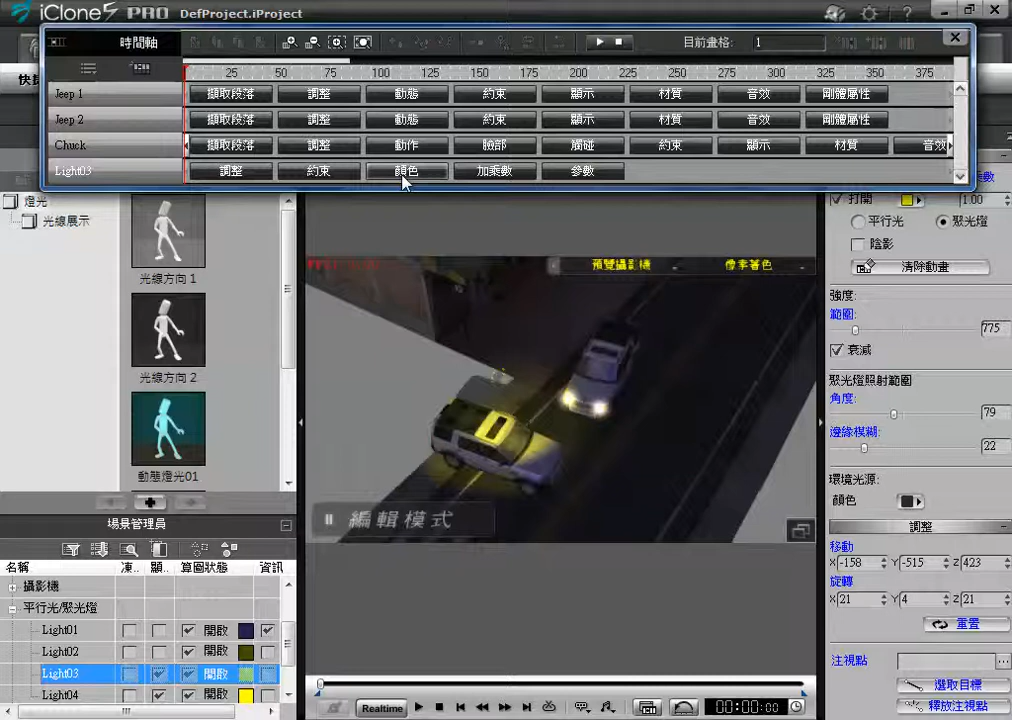 iClone5 PRO DefProject.iProject
時間軸
目前畫格: 1
25 50 75 100 125 150 175 200 225 250 275 300 325 350 375
Jeep 1 擷取段落 調整 動態 約束 顯示 材質 音效 剛體屬性
Jeep 2 擷取段落 調整 動態 約束 顯示 材質 音效 剛體屬性
Chuck 擷取段落 調整 動作 臉部 觸碰 約束 顯示 材質 音效
Light03 調整 約束 顏色 加乘數 參數
燈光
光線展示
光線方向 1
光線方向 2
動態燈光01
預覽攝影機 像素著色
編輯模式
打開 1.00
平行光 聚光燈
陰影
清除動畫
強度:
範圍:
775
衰減
聚光燈照射範圍
角度:
79
邊緣模糊:
22
環境光源:
顏色
調整
移動
X -158 Y -515 Z 423
旋轉
X 21 Y 4 Z 21
重置
注視點
選取目標
釋放注視點
場景管理員
名稱 凍.. 顯.. 算圖狀態 資訊
攝影機
平行光/聚光燈
Light01 開啟
Light02 開啟
Light03 開啟
Light04 開啟
Realtime 00:00:00